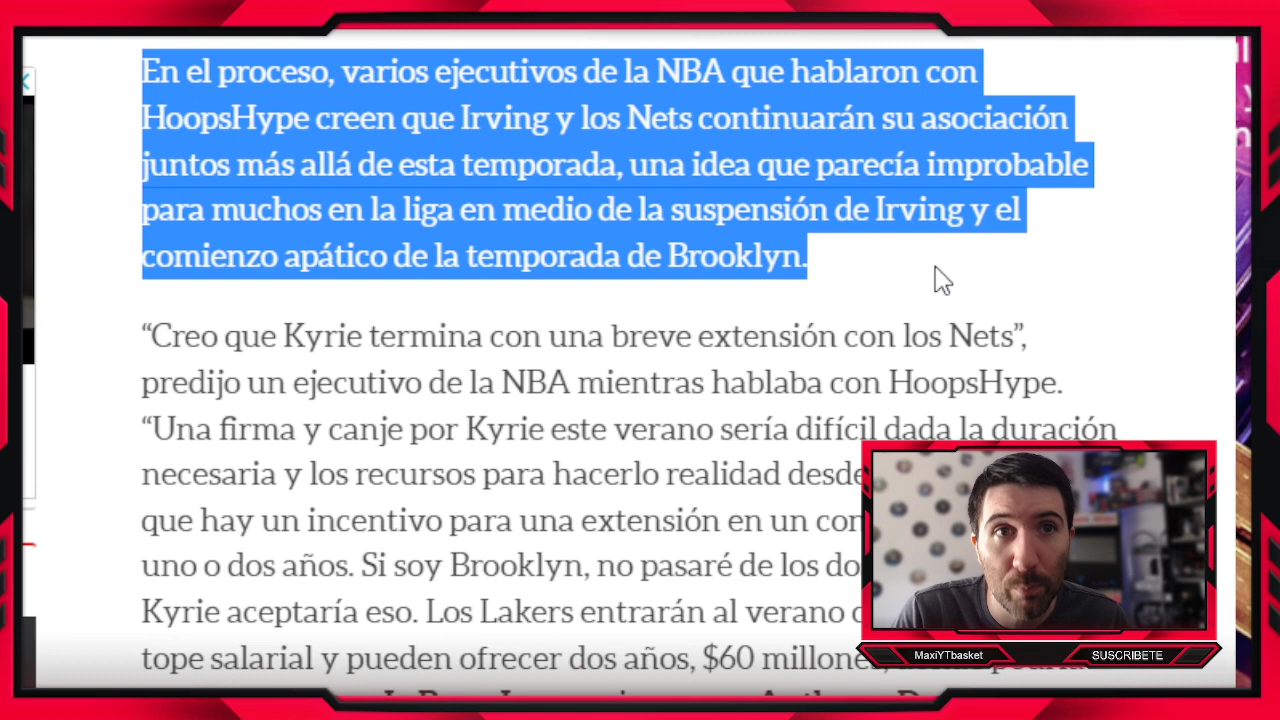 En el proceso, varios ejecutivos de la NBA que hablaron con
HoopsHype creen que Irving y los Nets continuarán su asociación
juntos más allá de esta temporada, una idea que parecía improbable
para muchos en la liga en medio de la suspensión de Irving y el
comienzo apático de la temporada de Brooklyn.
“Creo que Kyrie termina con una breve extensión con los Nets”,
predijo un ejecutivo de la NBA mientras hablaba con HoopsHype.
“Una firma y canje por Kyrie este verano sería difícil dada la duración
necesaria y los recursos para hacerlo realidad desde
que hay un incentivo para una extensión en un
uno o dos años. Si soy Brooklyn, no pasaré de los
Kyrie aceptaría eso. Los Lakers entrarán al verano
tope salarial y pueden ofrecer dos años, $60
MaxiYTbasket
SUSCRIBETE